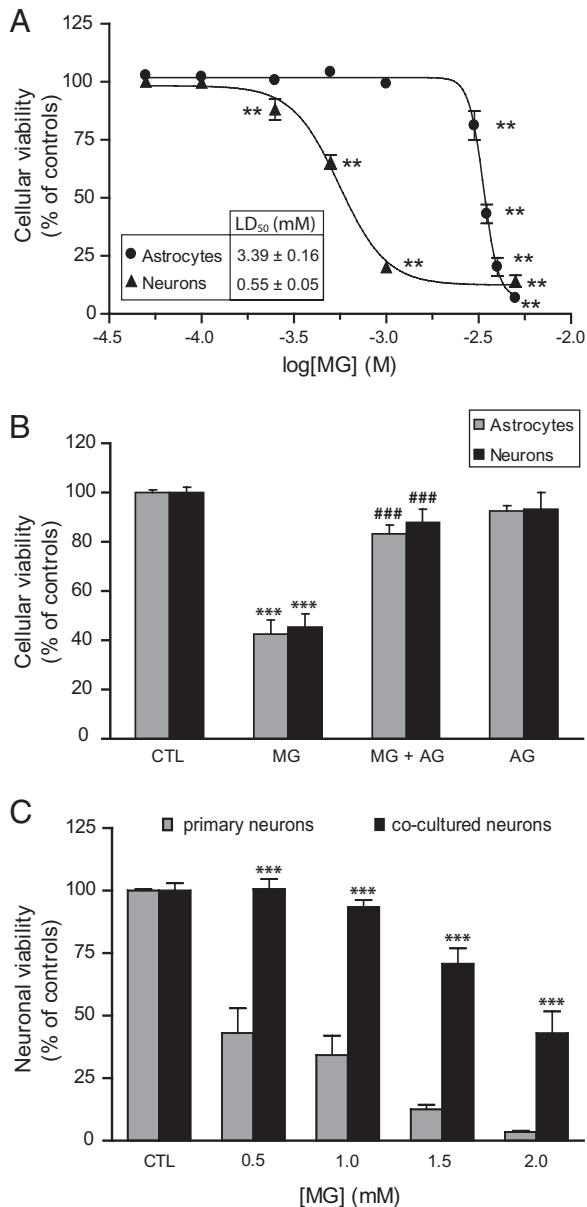 A
125
100
75
50
25
0
Cellular viability
(% of controls)
**
**
**
**
**
**
**
**
LD₅₀ (mM)
Astrocytes 3.39 ± 0.16
Neurons 0.55 ± 0.05
-4.5 -4.0 -3.5 -3.0 -2.5 -2.0
log[MG] (M)
B
Astrocytes
Neurons
120
100
80
60
40
20
0
Cellular viability
(% of controls)
*** ***
### ###
CTL MG MG + AG AG
C
primary neurons co-cultured neurons
125
100
75
50
25
0
Neuronal viability
(% of controls)
***
***
***
***
CTL 0.5 1.0 1.5 2.0
[MG] (mM)